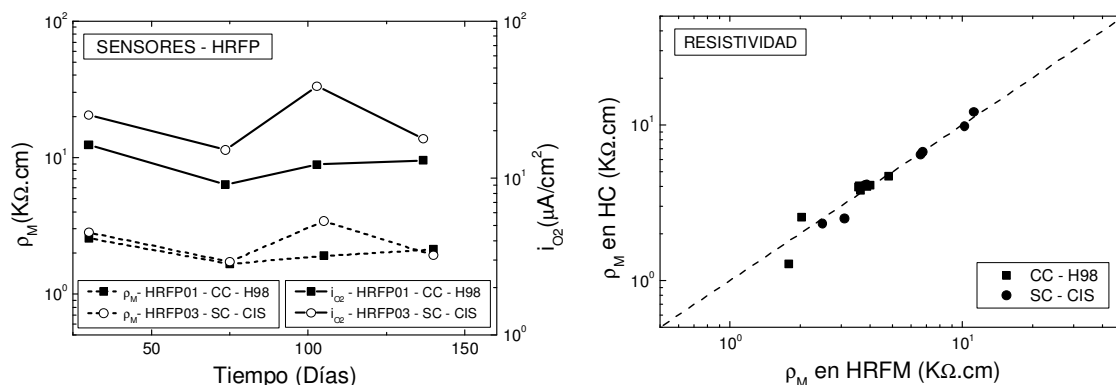 SENSORES - HRFP
10²
10¹
10⁰
ρM(KΩ.cm)
10²
10¹
10⁰
iO2(μA/cm²)
ρM- HRFP01 - CC - H98
ρM- HRFP03 - SC - CIS
iO2- HRFP01 - CC - H98
iO2- HRFP03 - SC - CIS
50 100 150
Tiempo (Días)
RESISTIVIDAD
10¹
10⁰
ρM en HC (KΩ.cm)
CC - H98
SC - CIS
10⁰ 10¹
ρM en HRFM (KΩ.cm)